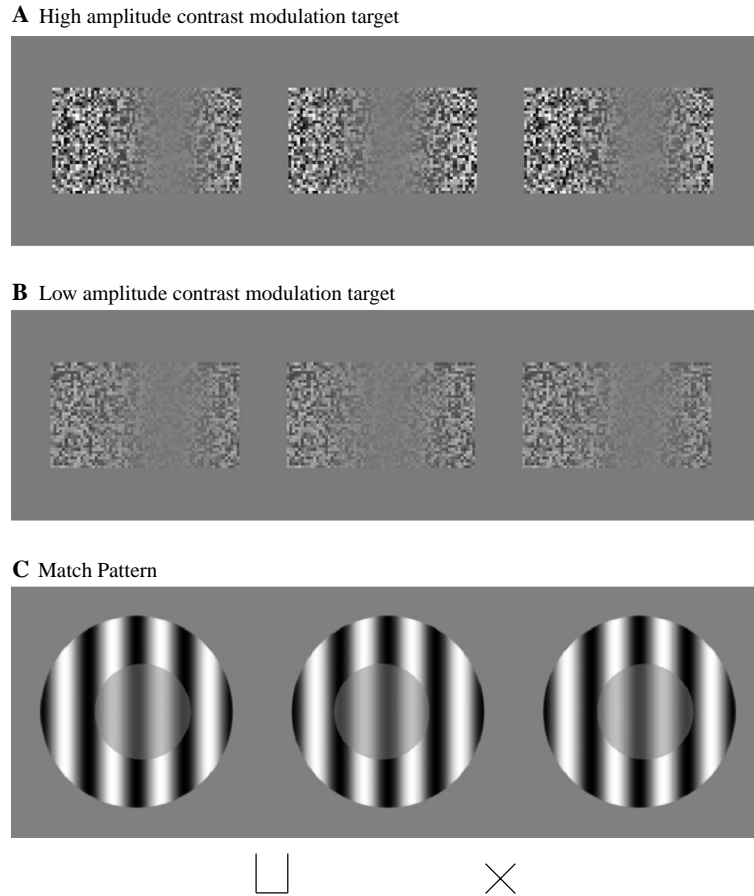 A High amplitude contrast modulation target
B Low amplitude contrast modulation target
C Match Pattern